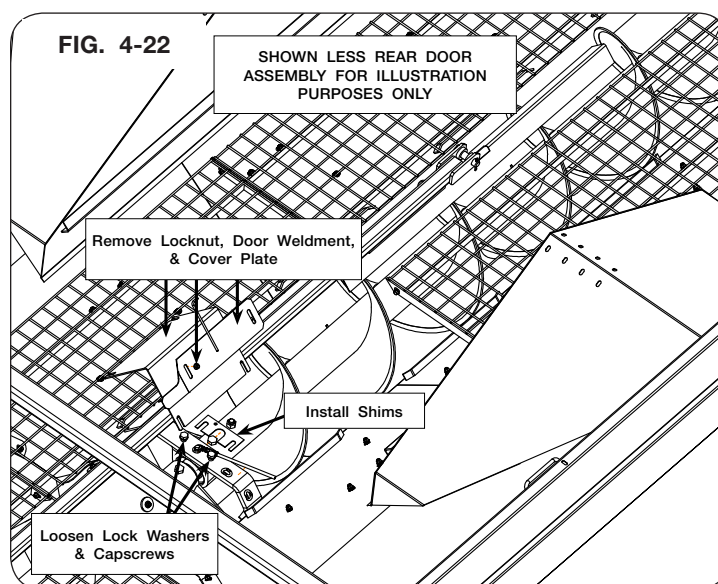 FIG. 4-22
SHOWN LESS REAR DOOR
ASSEMBLY FOR ILLUSTRATION
PURPOSES ONLY
Remove Locknut, Door Weldment,
& Cover Plate
Install Shims
Loosen Lock Washers
& Capscrews